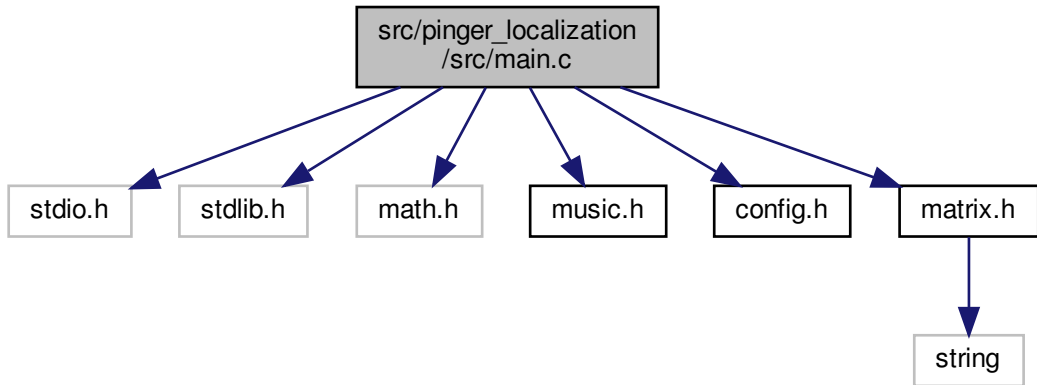 src/pinger_localization
/src/main.c
stdio.h
stdlib.h
math.h
music.h
config.h
matrix.h
string